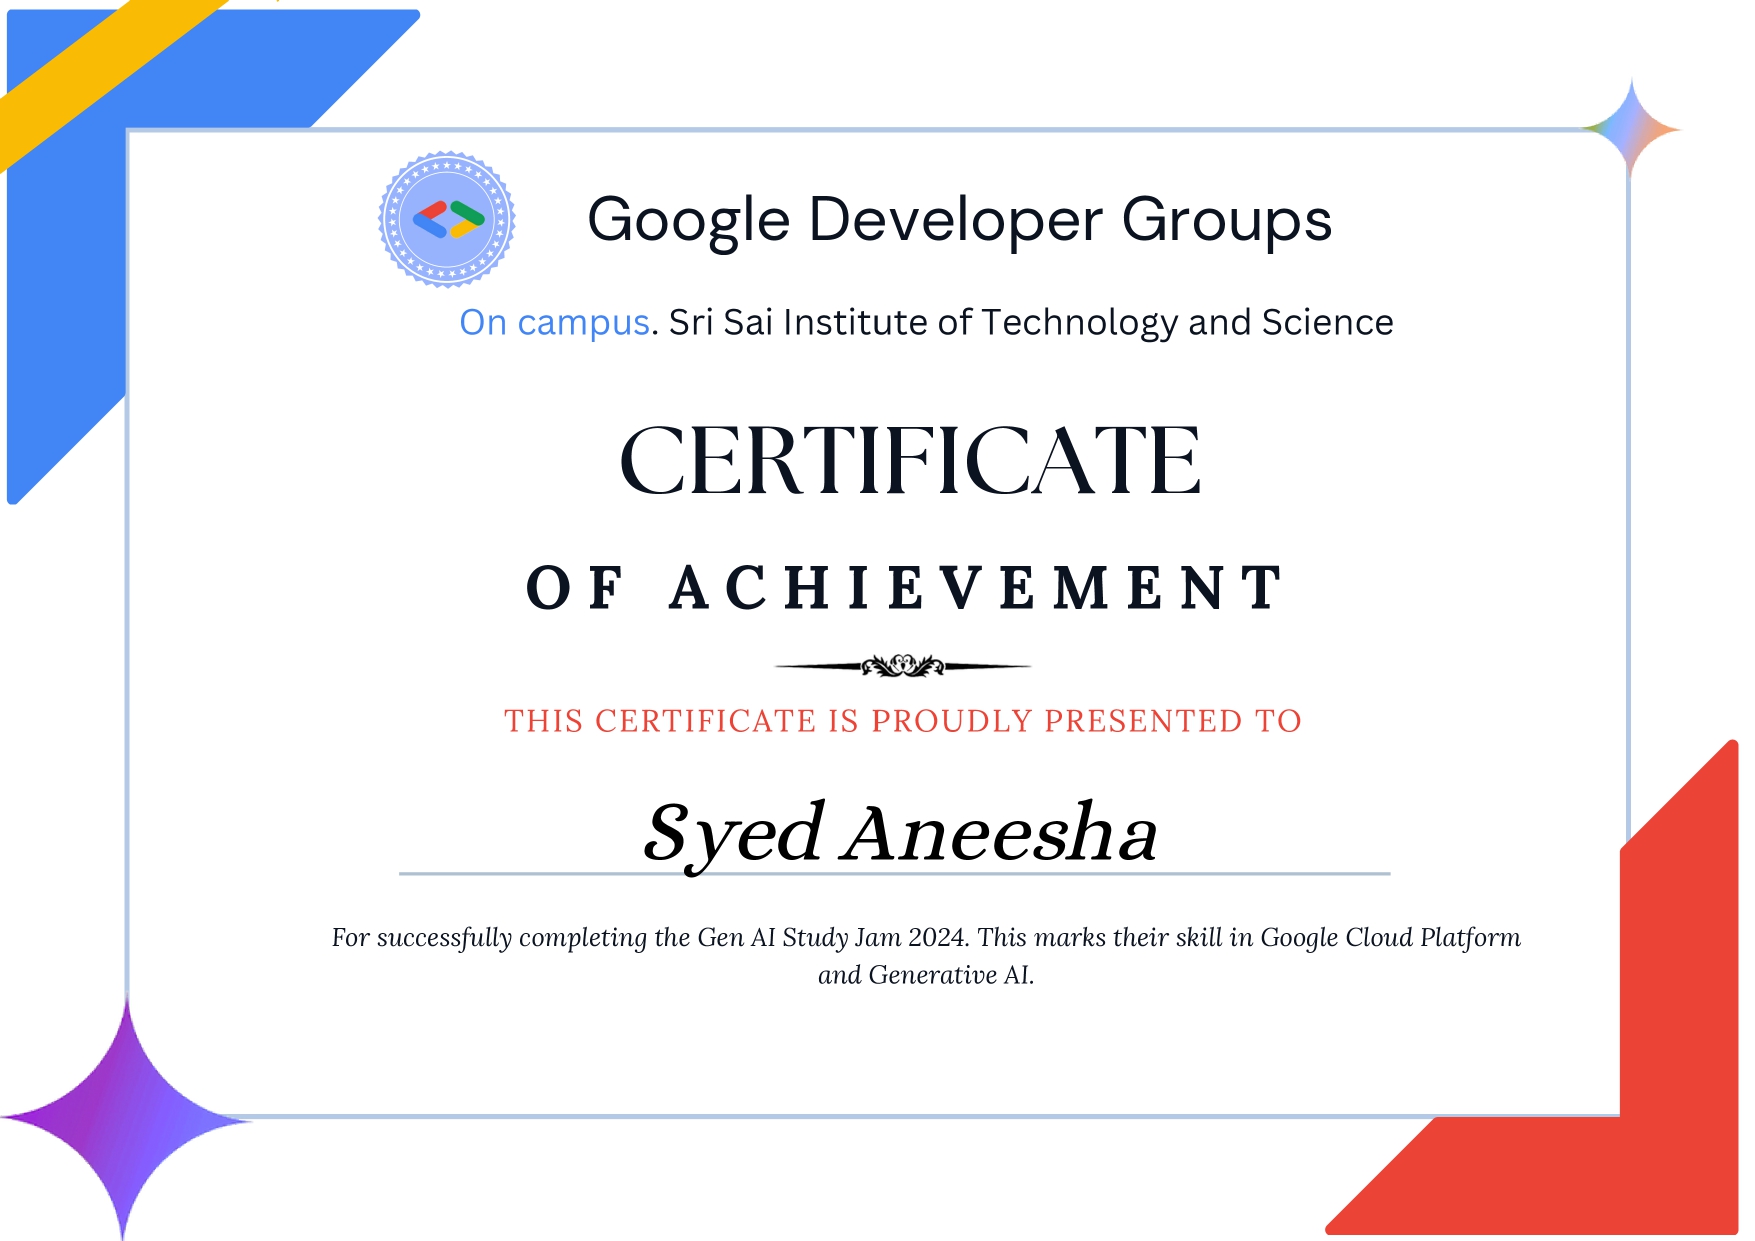 Google Developer Groups
On campus. Sri Sai Institute of Technology and Science
CERTIFICATE
OF ACHIEVEMENT
THIS CERTIFICATE IS PROUDLY PRESENTED TO
Syed Aneesha
For successfully completing the Gen AI Study Jam 2024. This marks their skill in Google Cloud Platform
and Generative AI.